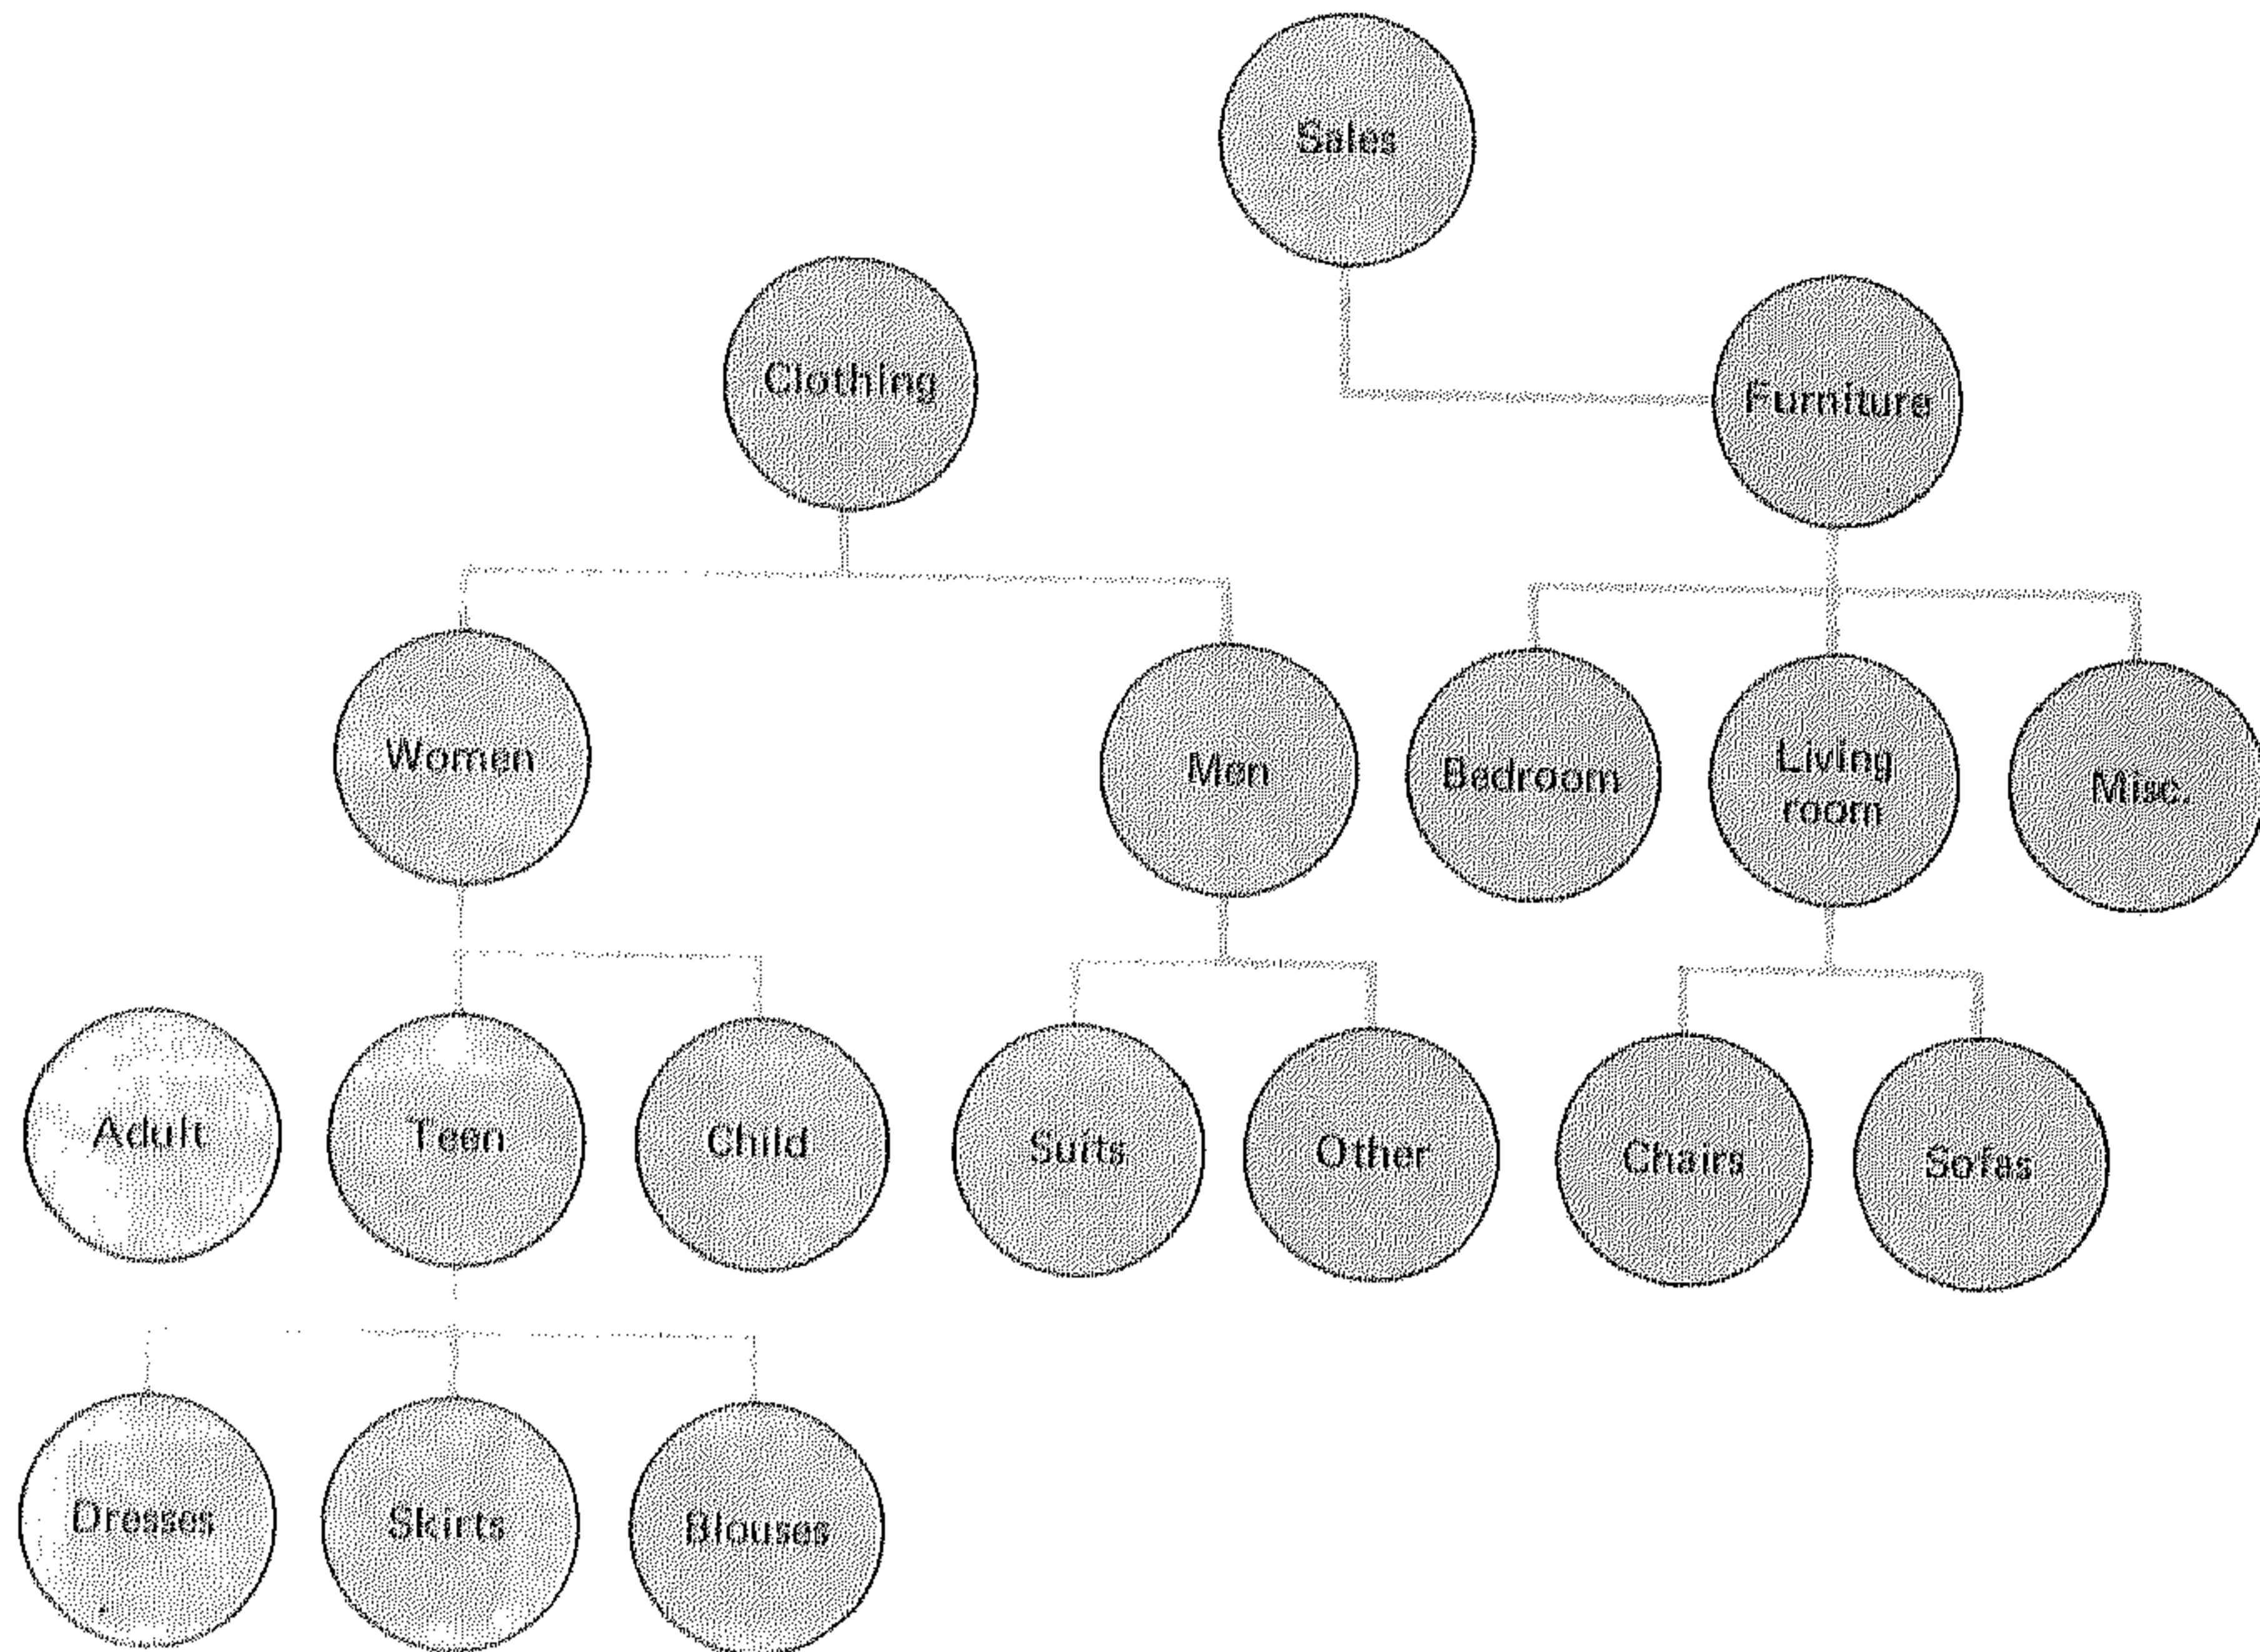 Sales
Clothing
Furniture
Women
Men
Bedroom
Living
room
Misc.
Adult
Teen
Child
Suits
Other
Chairs
Sofas
Dresses
Skirts
Blouses